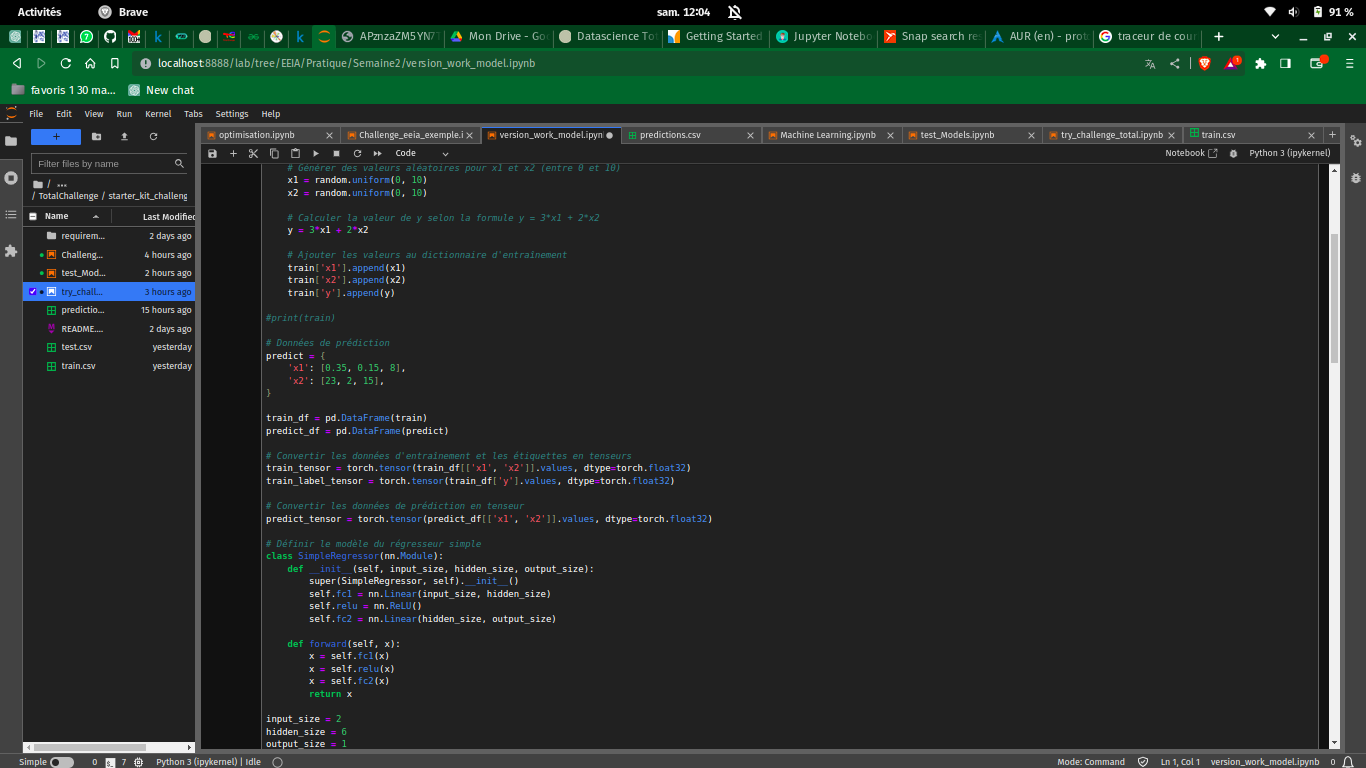 Activités
Brave
sam. 12:04
91 %
APznzaZM5YN7
Mon Drive - Go
Datascience To
Getting Started
Jupyter Notebo
Snap search re
AUR (en) - prot
traceur de cour
localhost:8888/lab/tree/EEIA/Pratique/Semaine2/version_work_model.ipynb
1
favoris 1 30 ma...
New chat
File Edit View Run Kernel Tabs Settings Help
optimisation.ipynb
Challenge_eeia_exemple.i
version_work_model.ipyn
predictions.csv
Machine Learning.ipynb
test_Models.ipynb
try_challenge_total.ipynb
train.csv
Code
Notebook
Python 3 (ipykernel)
Filter files by name
/ ...
/ TotalChallenge / starter_kit_challeng
Name Last Modified
requirem... 2 days ago
Challeng... 4 hours ago
test_Mod... 2 hours ago
try_chall... 3 hours ago
predictio... 15 hours ago
README.... 2 days ago
test.csv yesterday
train.csv yesterday
# Générer des valeurs aléatoires pour x1 et x2 (entre 0 et 10)
x1 = random.uniform(0, 10)
x2 = random.uniform(0, 10)
# Calculer la valeur de y selon la formule y = 3*x1 + 2*x2
y = 3*x1 + 2*x2
# Ajouter les valeurs au dictionnaire d'entraînement
train['x1'].append(x1)
train['x2'].append(x2)
train['y'].append(y)
#print(train)
# Données de prédiction
predict = {
'x1': [0.35, 0.15, 8],
'x2': [23, 2, 15],
}
train_df = pd.DataFrame(train)
predict_df = pd.DataFrame(predict)
# Convertir les données d'entraînement et les étiquettes en tenseurs
train_tensor = torch.tensor(train_df[['x1', 'x2']].values, dtype=torch.float32)
train_label_tensor = torch.tensor(train_df['y'].values, dtype=torch.float32)
# Convertir les données de prédiction en tenseur
predict_tensor = torch.tensor(predict_df[['x1', 'x2']].values, dtype=torch.float32)
# Définir le modèle du régresseur simple
class SimpleRegressor(nn.Module):
def __init__(self, input_size, hidden_size, output_size):
super(SimpleRegressor, self).__init__()
self.fc1 = nn.Linear(input_size, hidden_size)
self.relu = nn.ReLU()
self.fc2 = nn.Linear(hidden_size, output_size)
def forward(self, x):
x = self.fc1(x)
x = self.relu(x)
x = self.fc2(x)
return x
input_size = 2
hidden_size = 6
output_size = 1
Simple
0
7
Python 3 (ipykernel) | Idle
Mode: Command
Ln 1, Col 1
version_work_model.ipynb
0